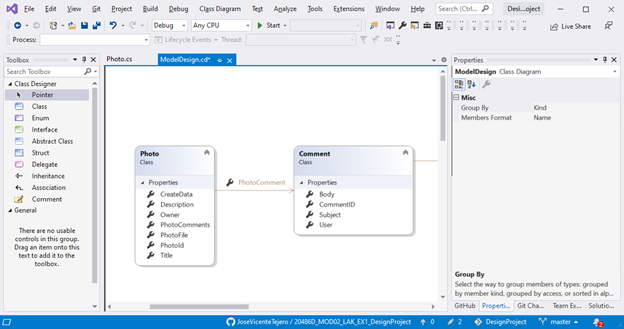 File Edit View Git Project Build Debug Class Diagram Test Analyze Tools Extensions Window Help Search (Ctrl+Q) Desi...oject
Debug Any CPU Start Live Share
Process: Lifecycle Events Thread:
Toolbox
Search Toolbox
Class Designer
Pointer
Class
Enum
Interface
Abstract Class
Struct
Delegate
Inheritance
Association
Comment
General
There are no usable
controls in this group.
Drag an item onto this
text to add it to the
toolbox.
Photo.cs ModelDesign.cd*
Photo
Class
Properties
CreateData
Description
Owner
PhotoComments
PhotoFile
PhotoId
Title
PhotoComment
Comment
Class
Properties
Body
CommentID
Subject
User
Properties
ModelDesign Class Diagram
Misc
Group By Kind
Members Format Name
Group By
Select the way to group members of types: grouped
by member kind, grouped by access, or sorted in alp...
GitHub Properti... Git Cha... Team Ex... Solutio...
JoseVicenteTejero / 20486D_MOD02_LAK_EX1_DesignProject 0 2 DesignProject master 2